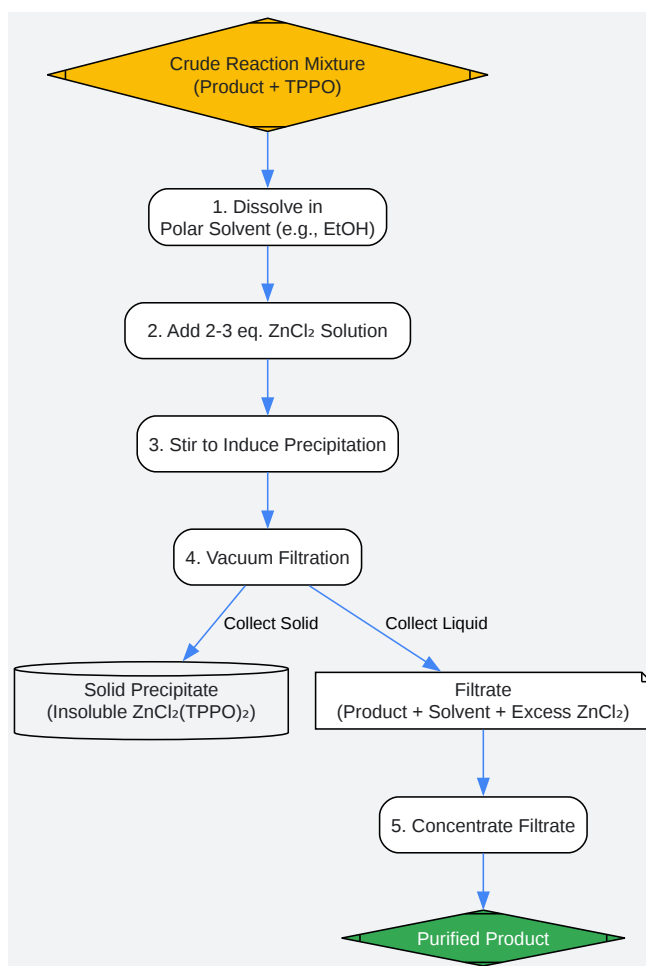 Crude Reaction Mixture
(Product + TPPO)
1. Dissolve in
Polar Solvent (e.g., EtOH)
2. Add 2-3 eq. ZnCl₂ Solution
3. Stir to Induce Precipitation
4. Vacuum Filtration
Collect Solid
Collect Liquid
Solid Precipitate
(Insoluble ZnCl₂(TPPO)₂)
Filtrate
(Product + Solvent + Excess ZnCl₂)
5. Concentrate Filtrate
Purified Product